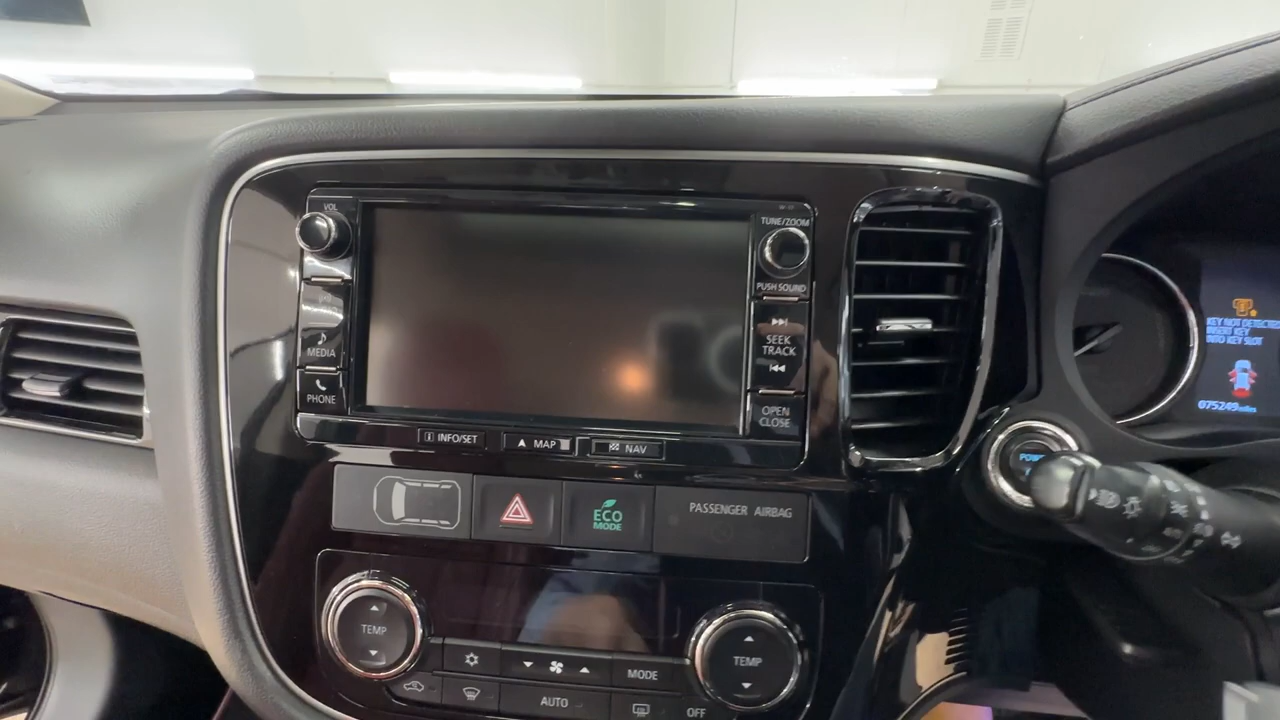 VOL
TUNE/ZOOM
PUSH SOUND
MEDIA
SEEK
TRACK
PHONE
OPEN
CLOSE
INFO/SET
MAP
NAV
ECO
MODE
PASSENGER AIRBAG
TEMP
MODE
AUTO
OFF
TEMP
KEY NOT DETECTED
INSERT KEY
INTO KEY SLOT
075249miles